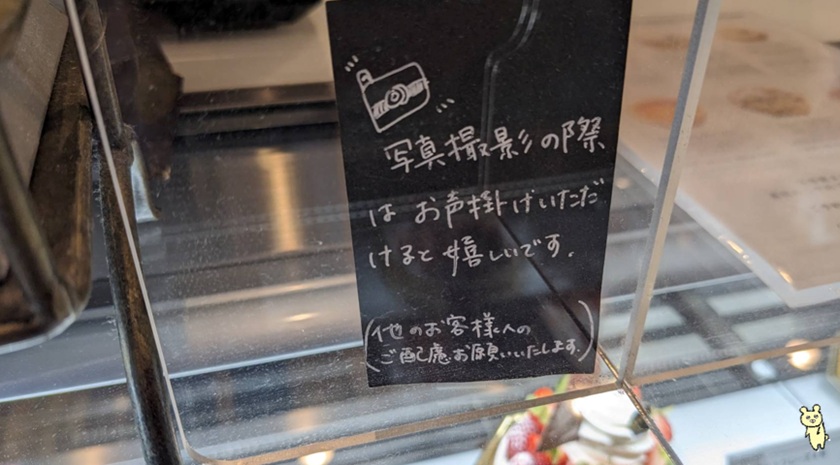 写真撮影の際
は お声掛けいただ
けると嬉しいです。
(他のお客様への
ご配慮お願いいたします。)